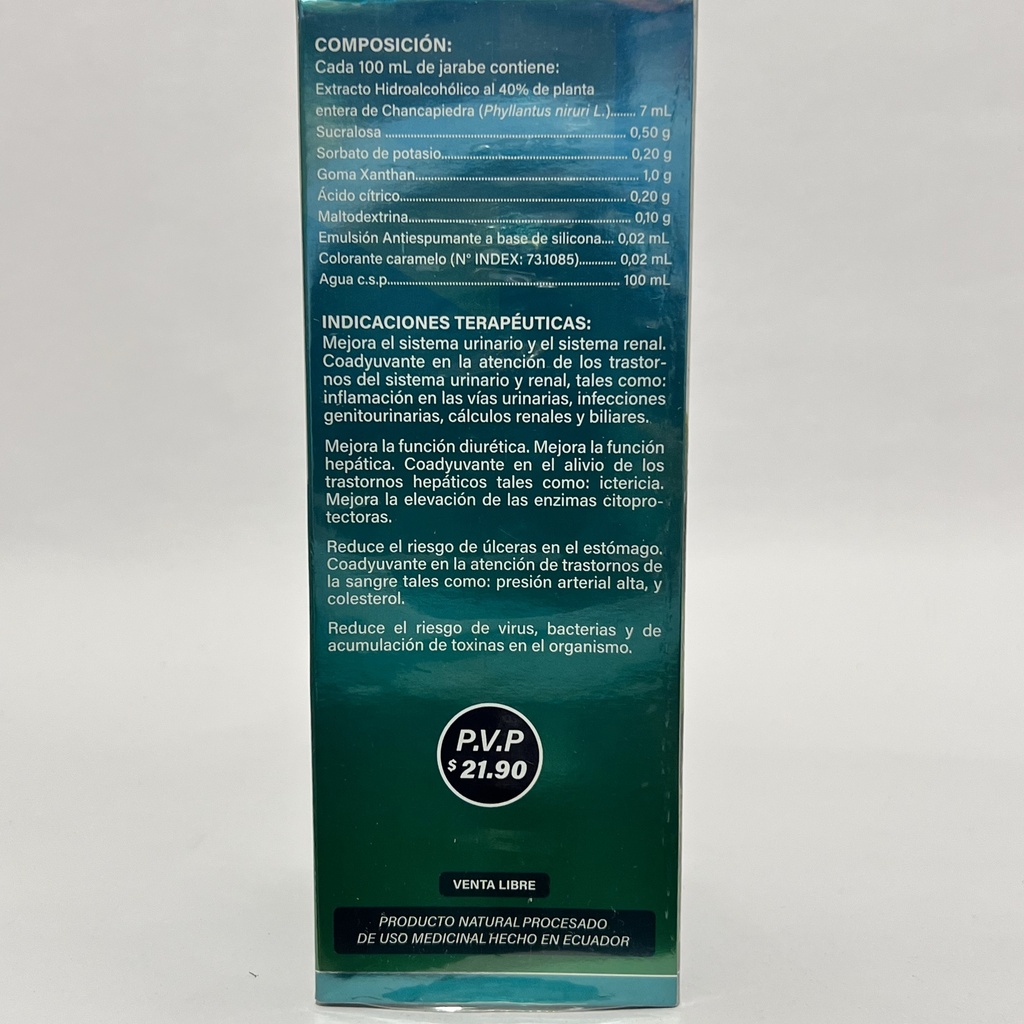 COMPOSICIÓN:
Cada 100 mL de jarabe contiene:
Extracto Hidroalcohólico al 40% de planta
entera de Chancapiedra (Phyllantus niruri L.)....... 7 mL
Sucralosa ............................................................ 0,50 g
Sorbato de potasio.............................................. 0,20 g
Goma Xanthan....................................................... 1,0 g
Ácido cítrico......................................................... 0,20 g
Maltodextrina....................................................... 0,10 g
Emulsión Antiespumante a base de silicona.... 0,02 mL
Colorante caramelo (N° INDEX: 73.1085)............ 0,02 mL
Agua c.s.p.......................................................... 100 mL
INDICACIONES TERAPÉUTICAS:
Mejora el sistema urinario y el sistema renal.
Coadyuvante en la atención de los trastor-
nos del sistema urinario y renal, tales como:
inflamación en las vías urinarias, infecciones
genitourinarias, cálculos renales y biliares.
Mejora la función diurética. Mejora la función
hepática. Coadyuvante en el alivio de los
trastornos hepáticos tales como: ictericia.
Mejora la elevación de las enzimas citopro-
tectoras.
Reduce el riesgo de úlceras en el estómago.
Coadyuvante en la atención de trastornos de
la sangre tales como: presión arterial alta, y
colesterol.
Reduce el riesgo de virus, bacterias y de
acumulación de toxinas en el organismo.
P.V.P
$ 21.90
VENTA LIBRE
PRODUCTO NATURAL PROCESADO
DE USO MEDICINAL HECHO EN ECUADOR